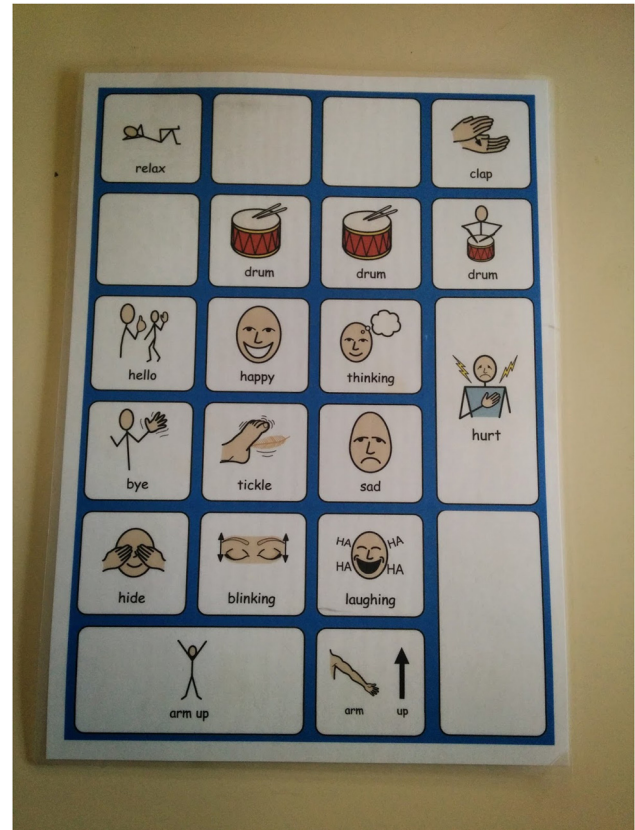 relax
clap
drum
drum
drum
hello
happy
thinking
hurt
bye
tickle
sad
hide
blinking
HA HA
HA HA
laughing
arm up
arm up